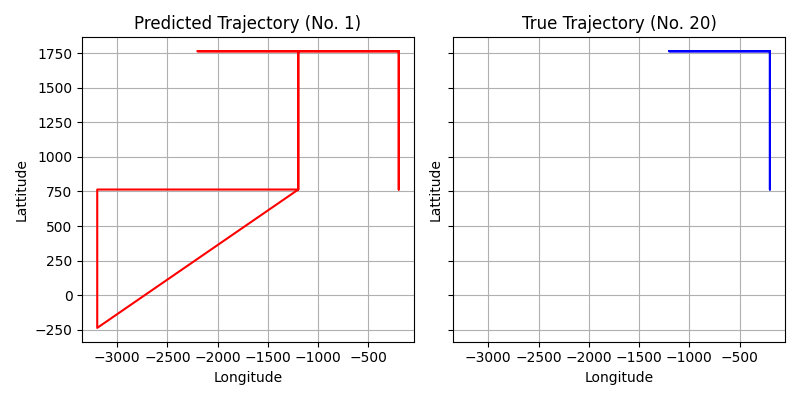 Predicted Trajectory (No. 1)
True Trajectory (No. 20)
1750
1500
1250
1000
750
500
250
0
−250
Lattitude
Lattitude
−3000 −2500 −2000 −1500 −1000 −500
−3000 −2500 −2000 −1500 −1000 −500
Longitude
Longitude